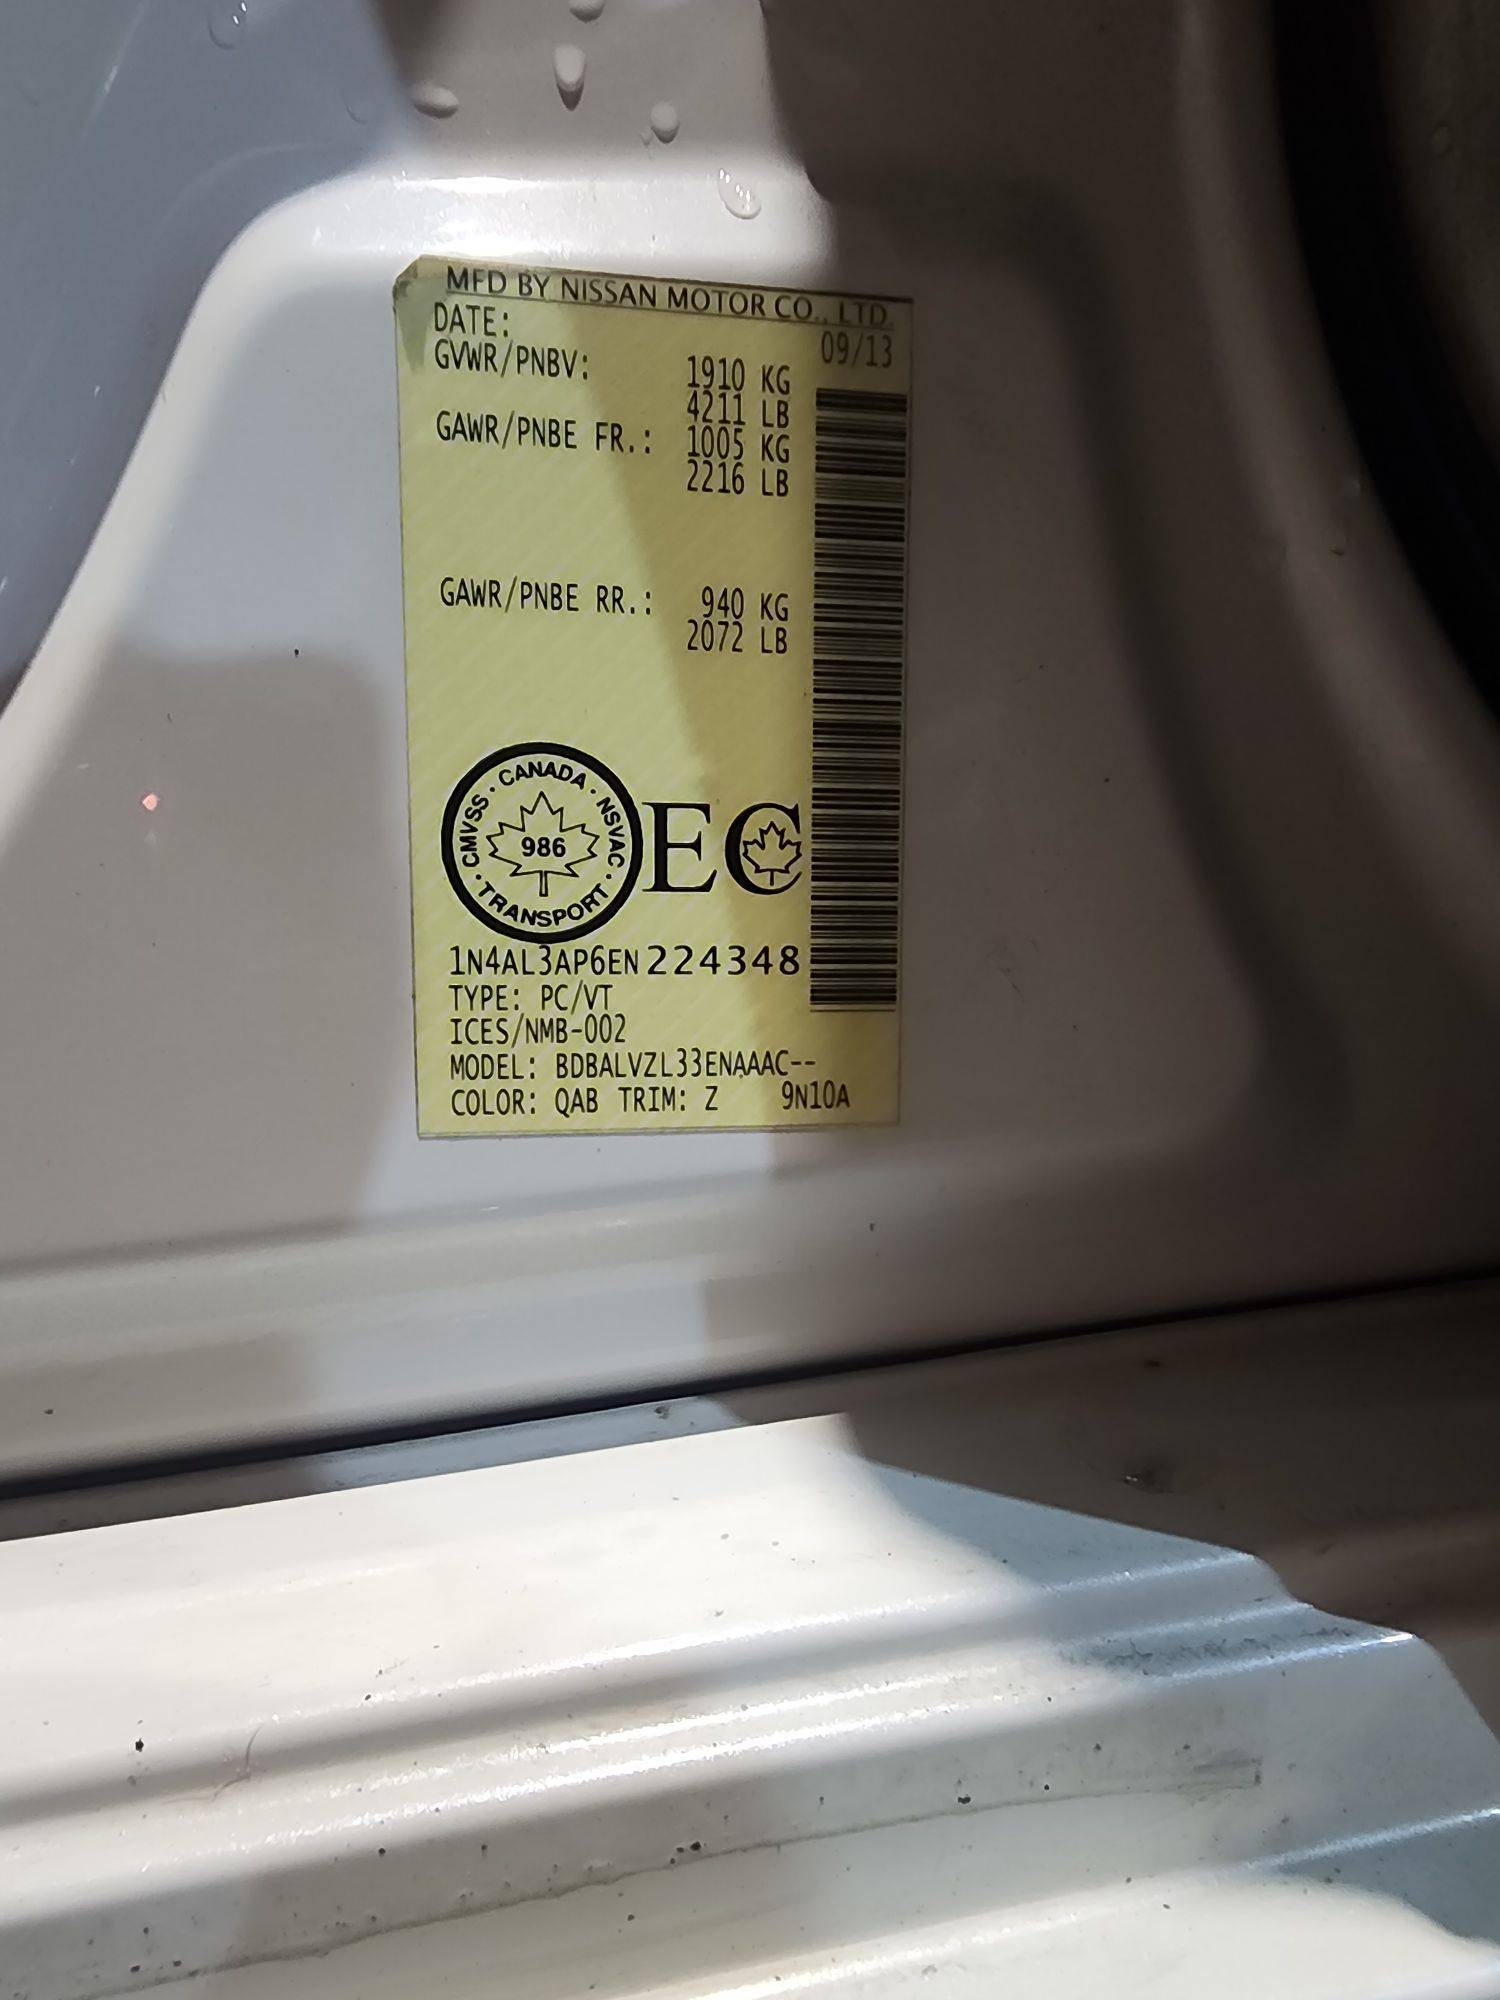 MFD BY NISSAN MOTOR CO., LTD.
DATE: 09/13
GVWR/PNBV: 1910 KG
4211 LB
GAWR/PNBE FR.: 1005 KG
2216 LB
GAWR/PNBE RR.: 940 KG
2072 LB
CMVSS · CANADA · NSVAC · TRANSPORT ·
986
EC
1N4AL3AP6EN224348
TYPE: PC/VT
ICES/NMB-002
MODEL: BDBALVZL33ENAAAC--
COLOR: QAB TRIM: Z 9N10A